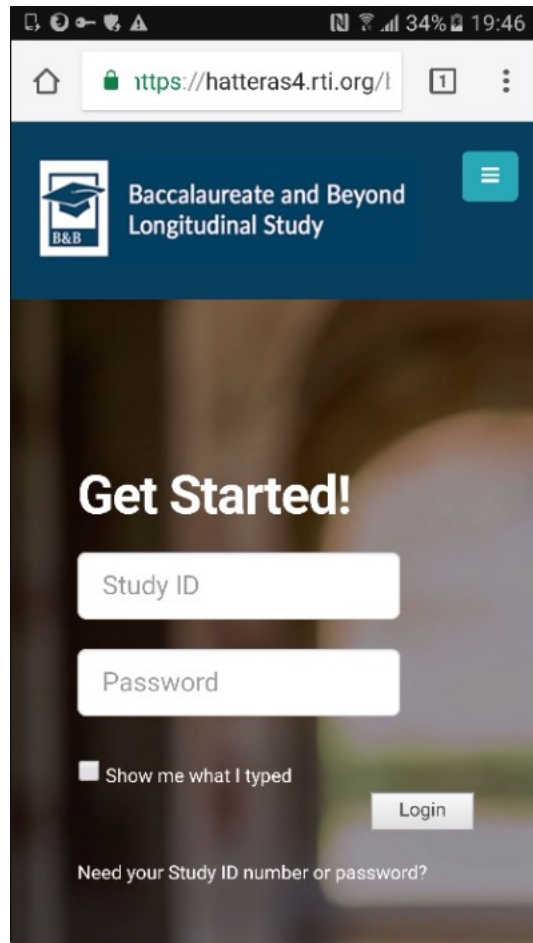 34% 19:46
https://hatteras4.rti.org/b
1
B&B
Baccalaureate and Beyond
Longitudinal Study
Get Started!
Study ID
Password
Show me what I typed
Login
Need your Study ID number or password?